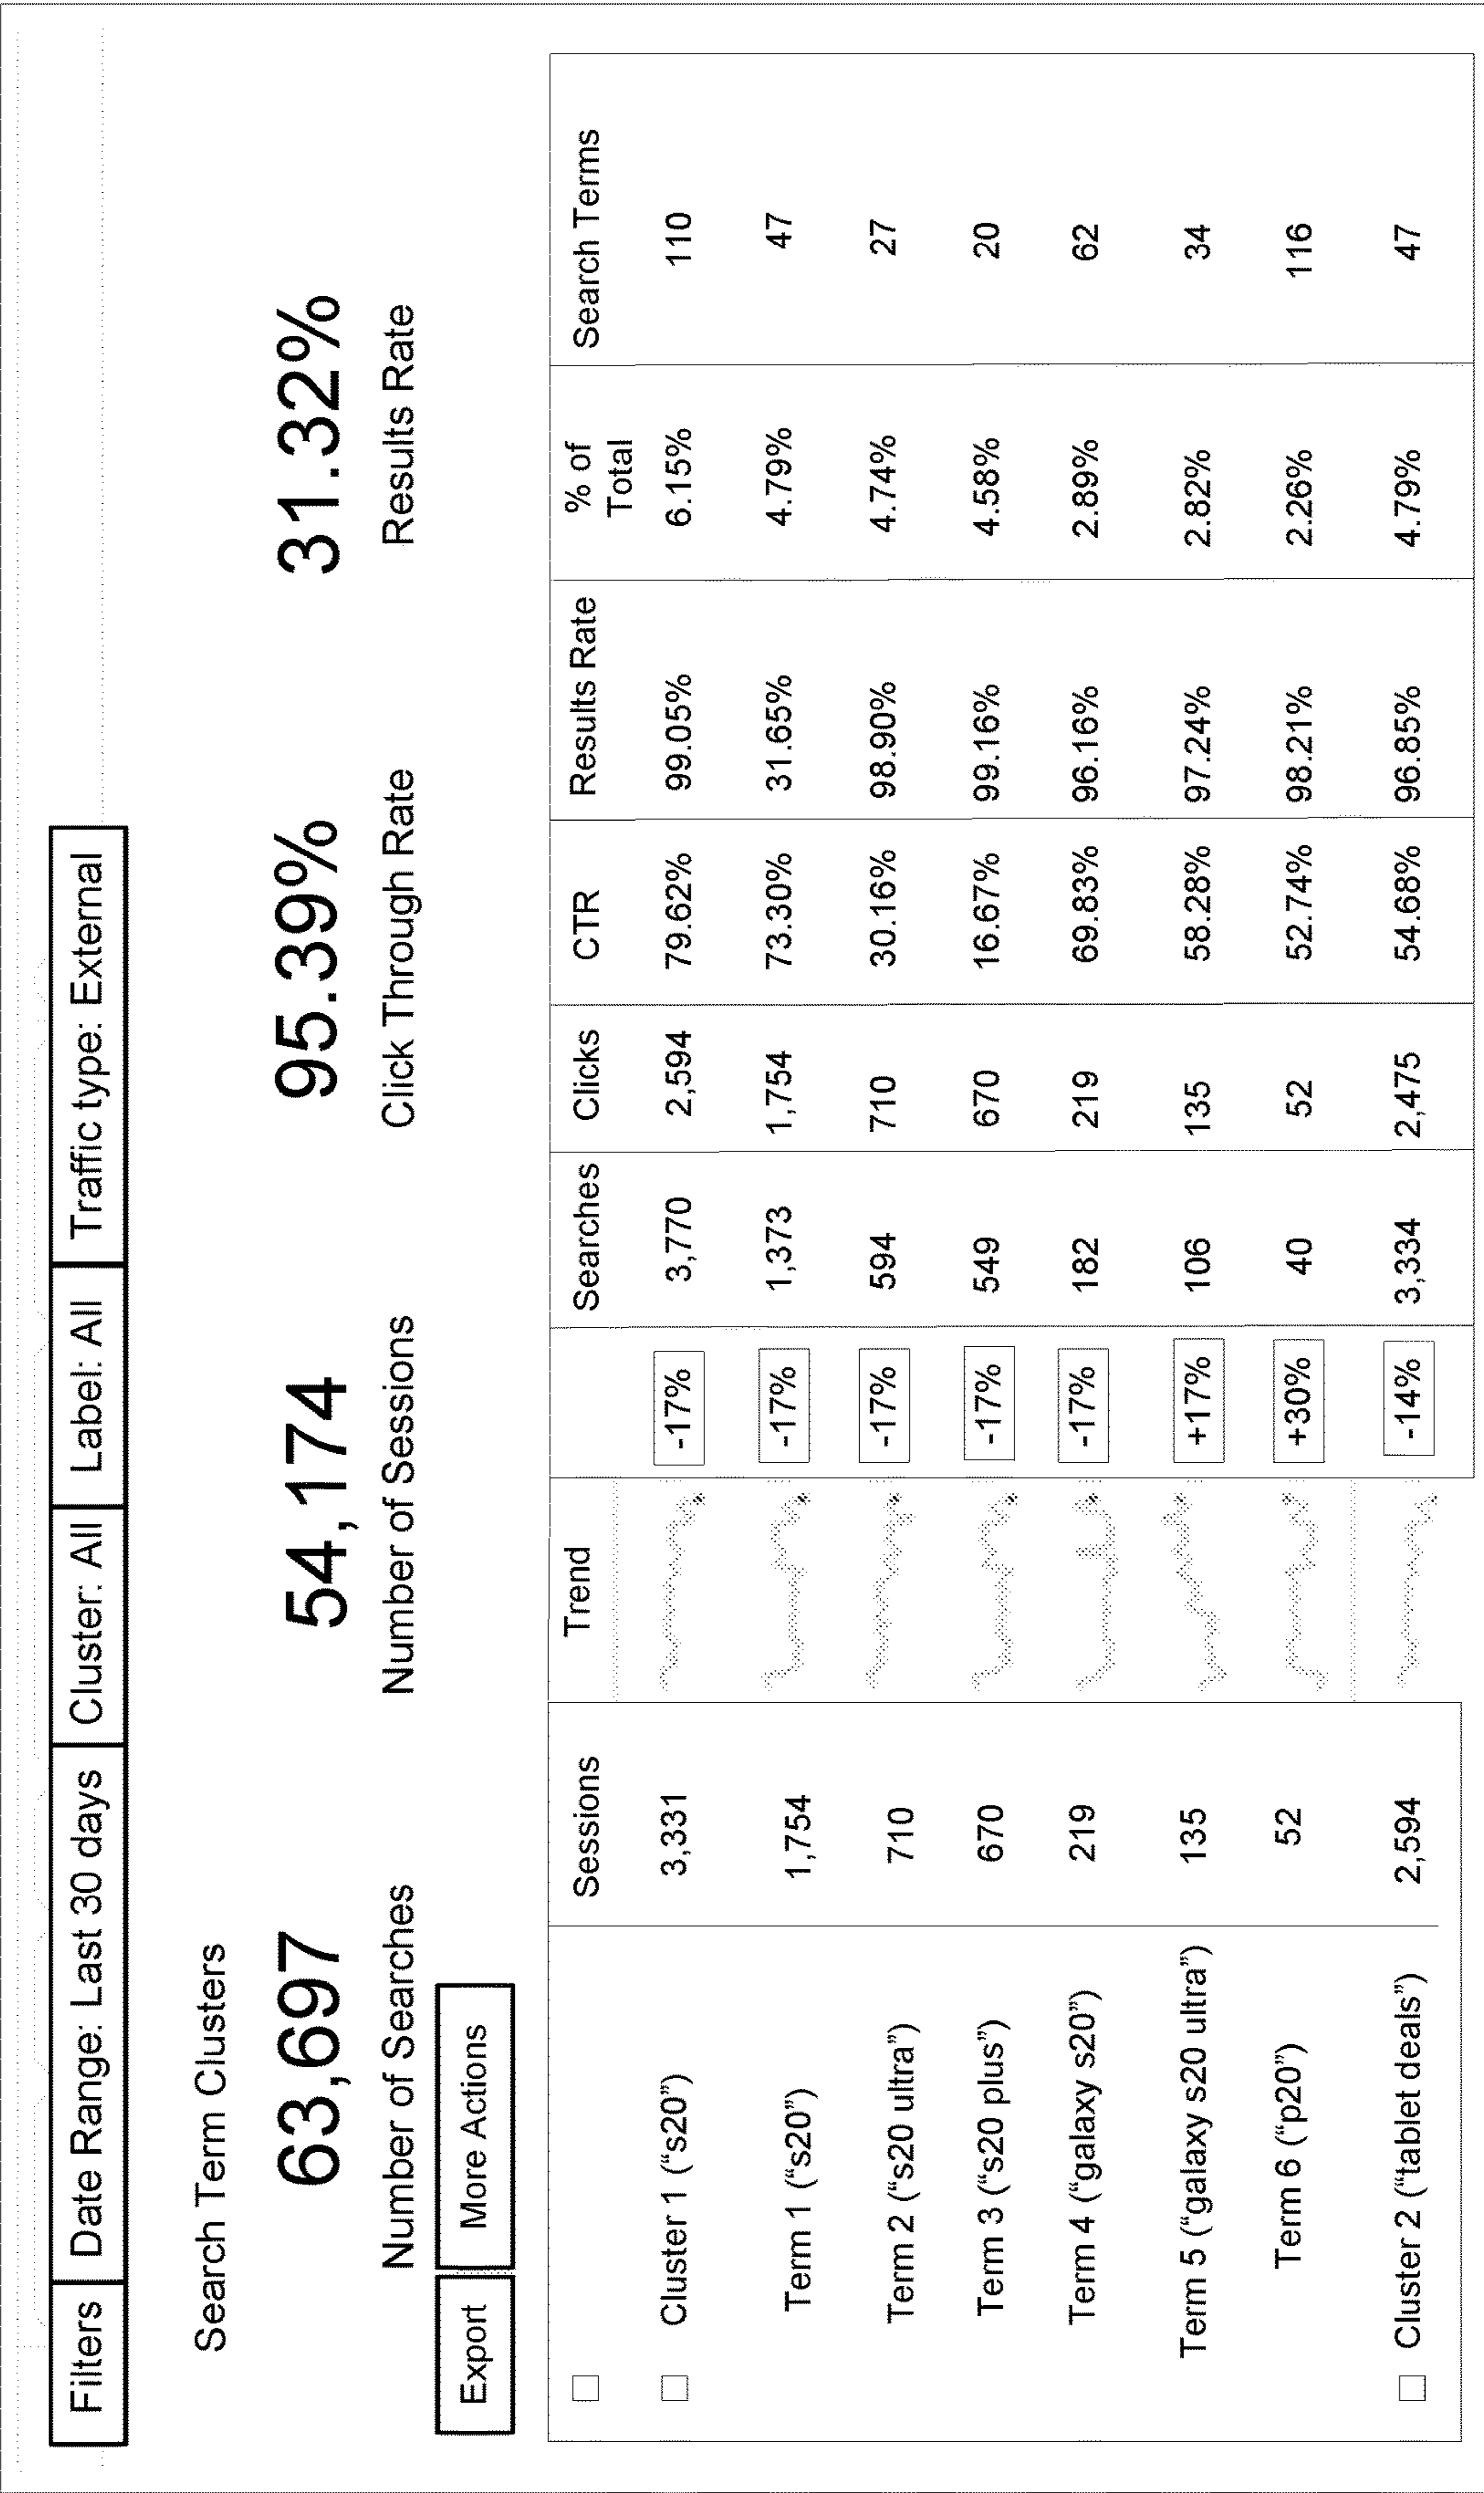 Filters Date Range: Last 30 days Cluster: All Label: All Traffic type: External
Search Term Clusters
63,697 54,174 95.39% 31.32%
Number of Searches Number of Sessions Click Through Rate Results Rate
Export More Actions
Sessions Trend Searches Clicks CTR Results Rate % of Total Search Terms
Cluster 1 (“s20”) 3,331 -17% 3,770 2,594 79.62% 99.05% 6.15% 110
Term 1 (“s20”) 1,754 -17% 1,373 1,754 73.30% 31.65% 4.79% 47
Term 2 (“s20 ultra”) 710 -17% 594 710 30.16% 98.90% 4.74% 27
Term 3 (“s20 plus”) 670 -17% 549 670 16.67% 99.16% 4.58% 20
Term 4 (“galaxy s20”) 219 -17% 182 219 69.83% 96.16% 2.89% 62
Term 5 (“galaxy s20 ultra”) 135 +17% 106 135 58.28% 97.24% 2.82% 34
Term 6 (“p20”) 52 +30% 40 52 52.74% 98.21% 2.26% 116
Cluster 2 (“tablet deals”) 2,594 -14% 3,334 2,475 54.68% 96.85% 4.79% 47